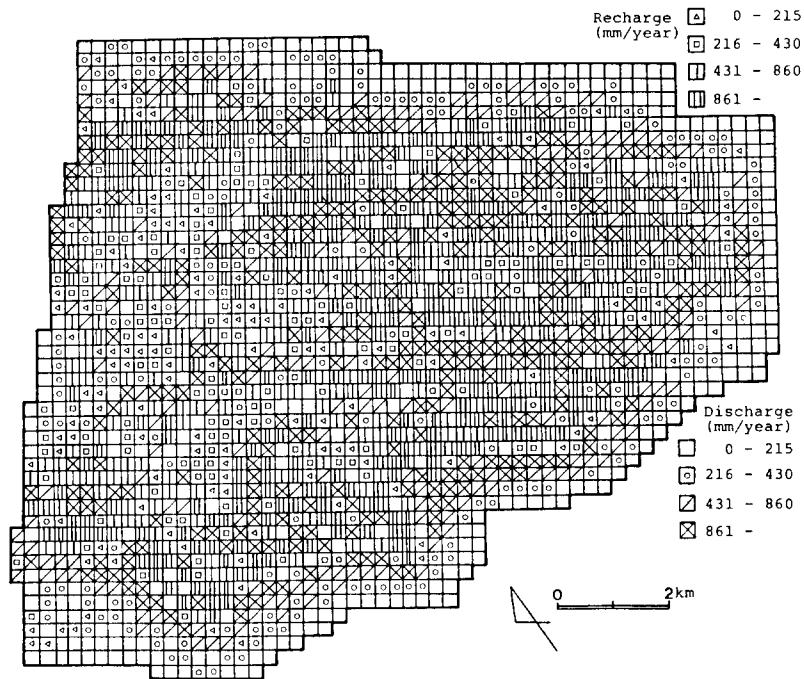 Recharge
(mm/year)
0 - 215
216 - 430
431 - 860
861 -
Discharge
(mm/year)
0 - 215
216 - 430
431 - 860
861 -
0
2km